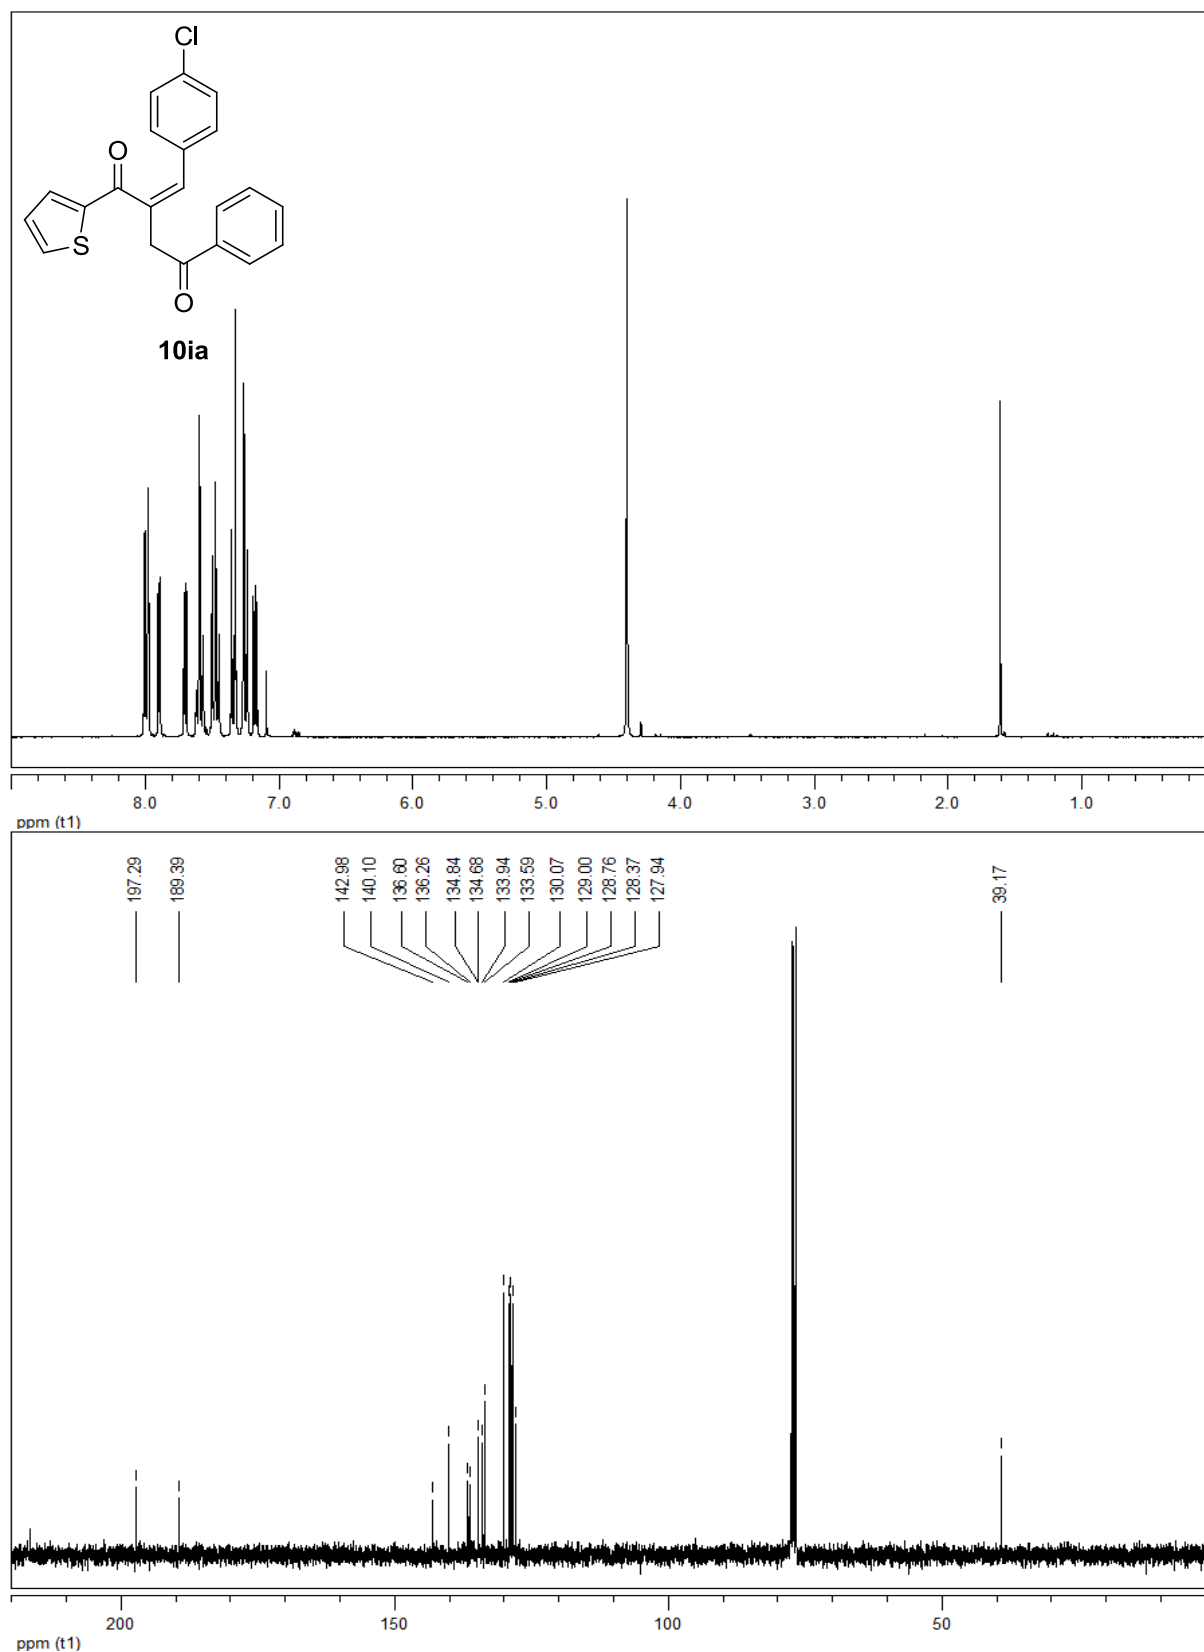 Cl
O
S
O
10ia
8.0 7.0 6.0 5.0 4.0 3.0 2.0 1.0
ppm (t1)
197.29 189.39 142.98 140.10 136.60 136.26 134.84 134.68 133.94 133.59 130.07 129.00 128.76 128.37 127.94 39.17
200 150 100 50
ppm (t1)